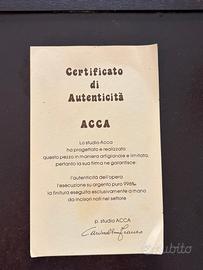 Certificato
di
Autenticità
ACCA
Lo studio Acca
ha progettato e realizzato
questo pezzo in maniera artigianale e limitata,
pertanto la sua firma ne garantisce:
l'autenticità dell'opera
l'esecuzione su argento puro
la finitura eseguita esclusivamente a mano
da incisori noti nel settore
p. studio ACCA
subito